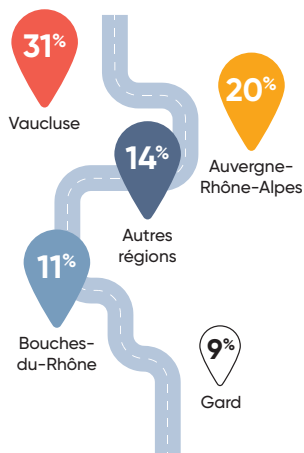 31%
Vaucluse
20%
Auvergne-
Rhône-Alpes
14%
Autres
régions
11%
Bouches-
du-Rhône
9%
Gard